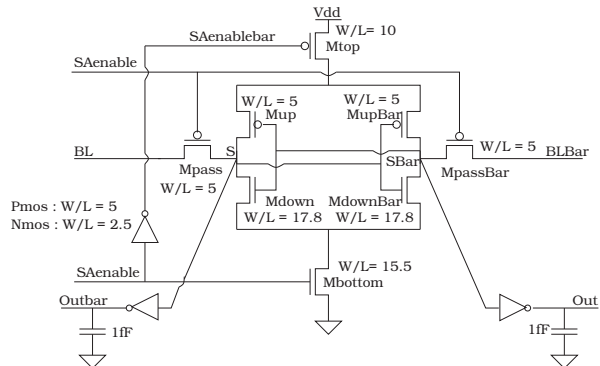 Vdd
W/L = 10
SAenablebar
Mtop
SAenable
W/L = 5
Mup
W/L = 5
MupBar
W/L = 5
BL
S
SBar
BLBar
Mpass
MpassBar
W/L = 5
Pmos : W/L = 5
Nmos : W/L = 2.5
Mdown
MdownBar
W/L = 17.8
W/L = 17.8
SAenable
W/L= 15.5
Mbottom
Outbar
Out
1fF
1fF